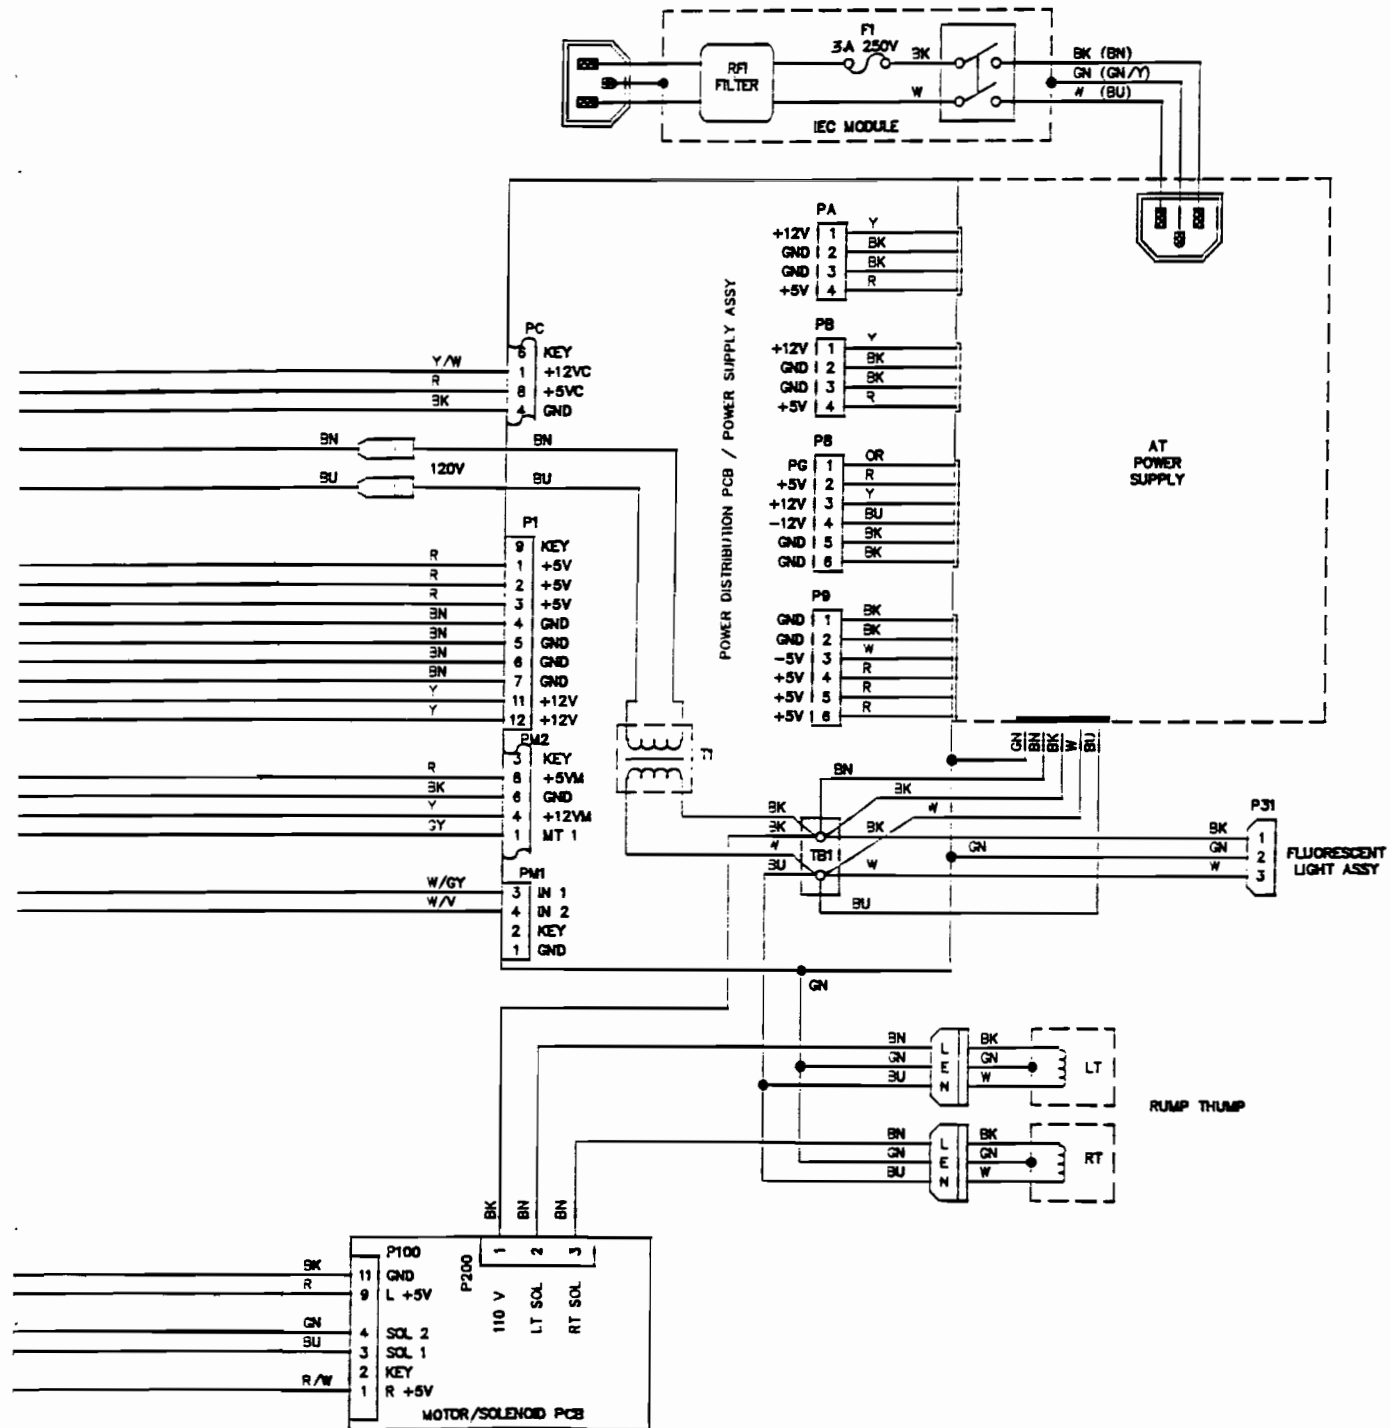 F1
3A 250V
BK
RFI
FILTER
W
IEC MODULE
BK (BN)
GN (GN/Y)
W (BU)
PA
+12V 1 Y
GND 2 BK
GND 3 BK
+5V 4 R
PB
+12V 1 Y
GND 2 BK
GND 3 BK
+5V 4 R
P8
PG 1 OR
+5V 2 R
+12V 3 Y
-12V 4 BU
GND 5 BK
GND 6 BK
P9
GND 1 BK
GND 2 BK
-5V 3 W
+5V 4 R
+5V 5 R
+5V 6 R
POWER DISTRIBUTION PCB / POWER SUPPLY ASSY
AT
POWER
SUPPLY
PC
6 KEY
Y/W 1 +12VC
R 8 +5VC
BK 4 GND
BN BN
120V
BU BU
P1
9 KEY
R 1 +5V
R 2 +5V
R 3 +5V
BN 4 GND
BN 5 GND
BN 6 GND
BN 7 GND
Y 11 +12V
Y 12 +12V
PM2
3 KEY
R 8 +5VM
BK 6 GND
Y 4 +12VM
GY 1 MT 1
PM1
W/GY 3 IN 1
W/V 4 IN 2
2 KEY
1 GND
GN
BN
BK
W
BU
BN
BK
W
BK
BK
W
BU
TB1
BK
GN
W
BU
P31
BK 1
GN 2
W 3
FLUORESCENT
LIGHT ASSY
GN
BN L BK
GN E GN
BU N W
LT
RUMP THUMP
BN L BK
GN E GN
BU N W
RT
BK
BN
BN
P200
1
2
3
110 V
LT SOL
RT SOL
P100
BK 11 GND
R 9 L +5V
GN 4 SOL 2
BU 3 SOL 1
2 KEY
R/W 1 R +5V
MOTOR/SOLENOID PCB